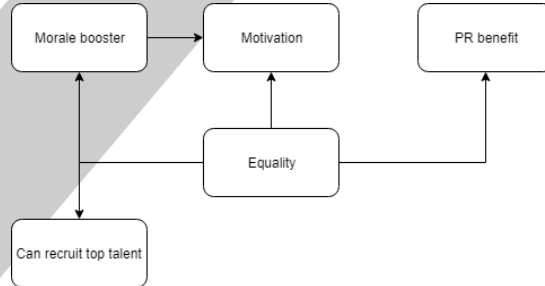 Morale booster
Motivation
PR benefit
Equality
Can recruit top talent